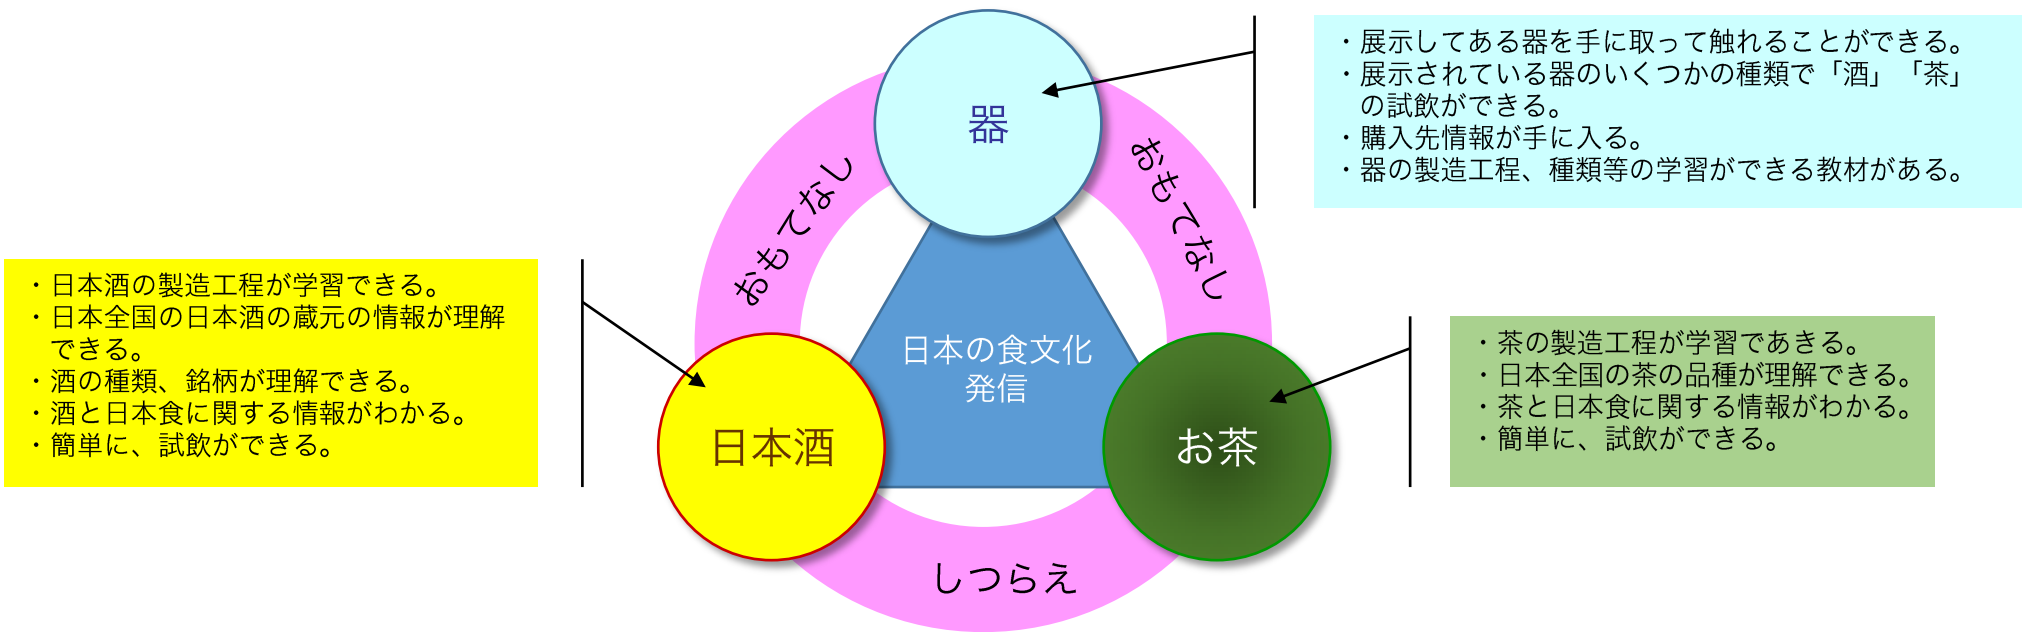 ・展示してある器を手に取って触れることができる。
・展示されている器のいくつかの種類で「酒」「茶」
の試飲ができる。
・購入先情報が手に入る。
・器の製造工程、種類等の学習ができる教材がある。
器
おもてなし
おもてなし
・日本酒の製造工程が学習できる。
・日本全国の日本酒の蔵元の情報が理解
できる。
・酒の種類、銘柄が理解できる。
・酒と日本食に関する情報がわかる。
・簡単に、試飲ができる。
日本の食文化
発信
・茶の製造工程が学習であきる。
・日本全国の茶の品種が理解できる。
・茶と日本食に関する情報がわかる。
・簡単に、試飲ができる。
日本酒
お茶
しつらえ